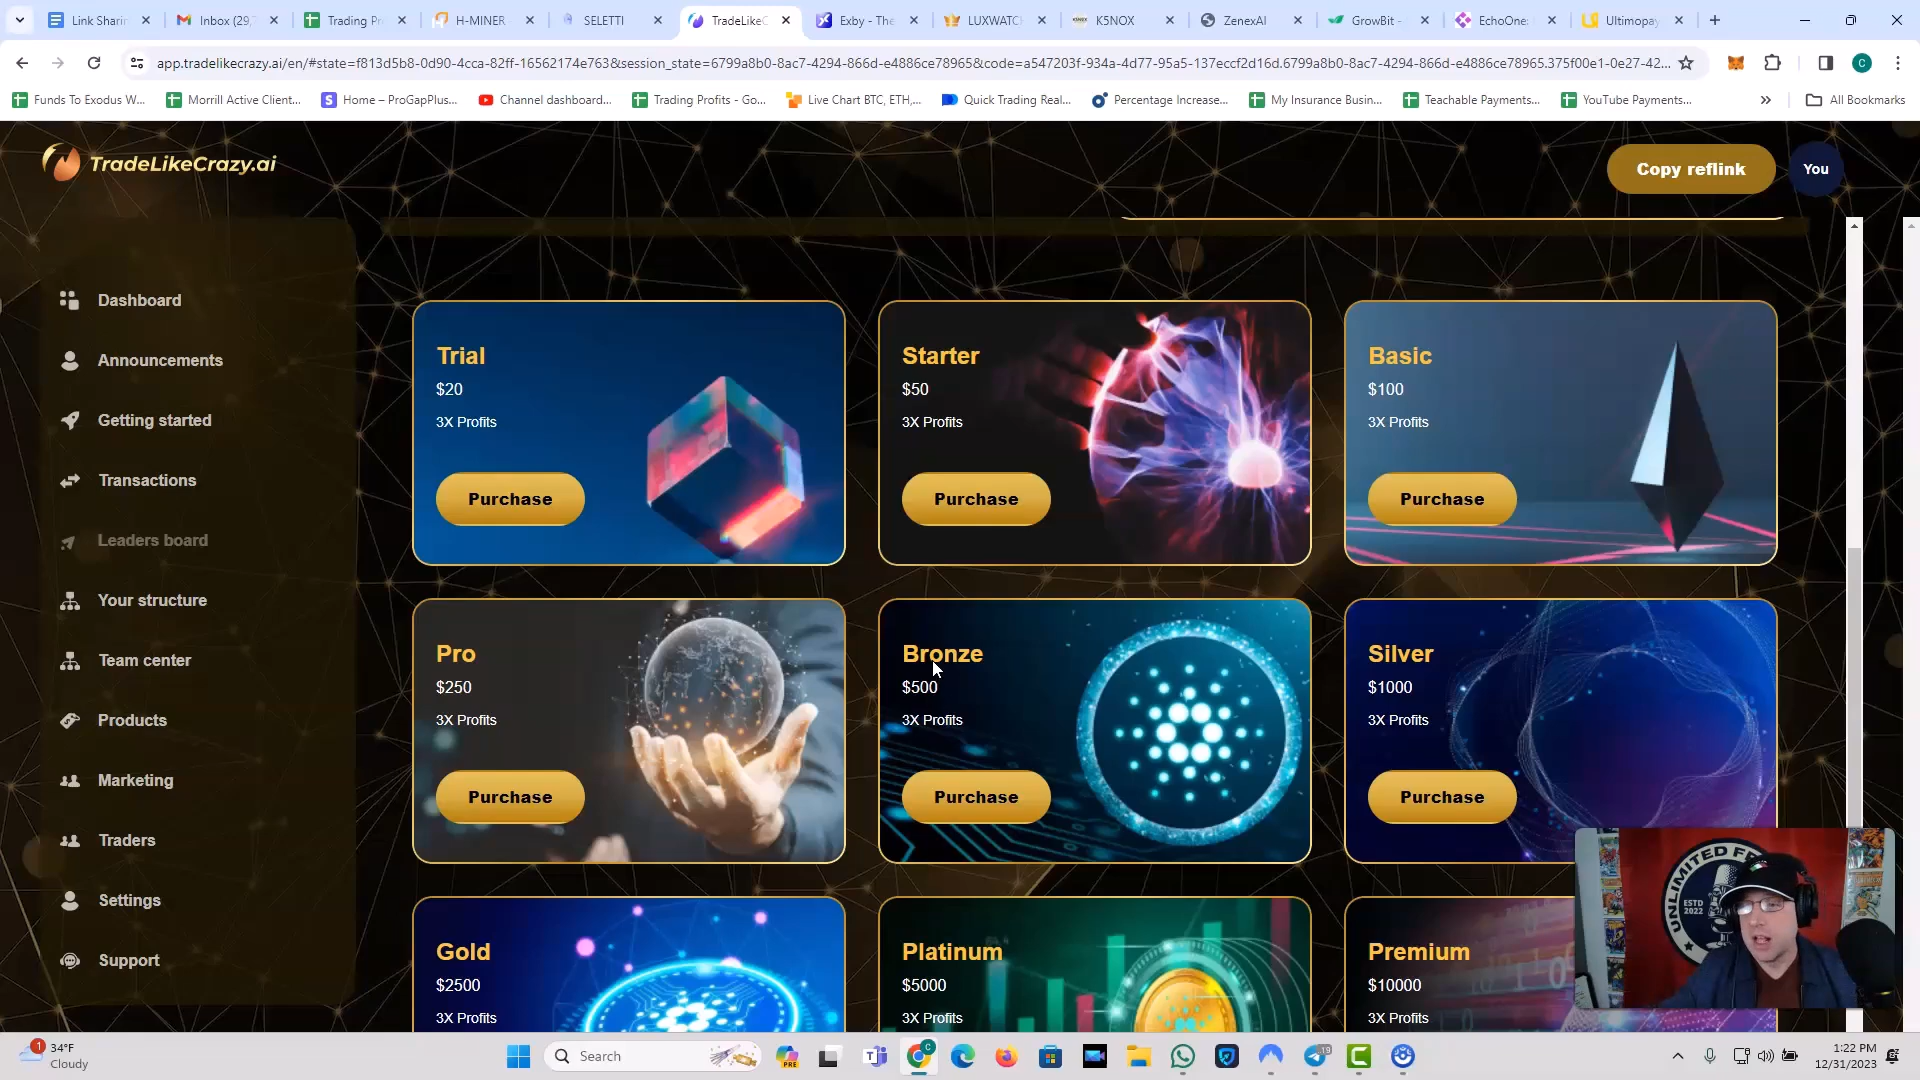 Link Sharin
Inbox (29,
Trading Pr
H-MINER
SELETTI
TradeLikeC
Exby - The
LUXWATC
K5NOX
ZenexAI
GrowBit -
EchoOne:
Ultimopay
app.tradelikecrazy.ai/en/#state=f813d5b8-0d90-4cca-82ff-16562174e763&session_state=6799a8b0-8ac7-4294-866d-e4886ce78965&code=a547203f-934a-4d77-95a5-137eccf2d16d.6799a8b0-8ac7-4294-866d-e4886ce78965.375f00e1-0e27-42...
C
Funds To Exodus W...
Morrill Active Client...
Home – ProGapPlus...
Channel dashboard...
Trading Profits - Go...
Live Chart BTC, ETH,...
Quick Trading Real...
Percentage Increase...
My Insurance Busin...
Teachable Payments...
YouTube Payments...
All Bookmarks
TradeLikeCrazy.ai
Copy reflink
You
Dashboard
Announcements
Getting started
Transactions
Leaders board
Your structure
Team center
Products
Marketing
Traders
Settings
Support
Trial
$20
3X Profits
Purchase
Starter
$50
3X Profits
Purchase
Basic
$100
3X Profits
Purchase
Pro
$250
3X Profits
Purchase
Bronze
$500
3X Profits
Purchase
Silver
$1000
3X Profits
Purchase
Gold
$2500
3X Profits
Platinum
$5000
3X Profits
Premium
$10000
3X Profits
UNLIMITED F
ESTD
2022
1
34°F
Cloudy
Search
PRE
C
19
1:22 PM
12/31/2023